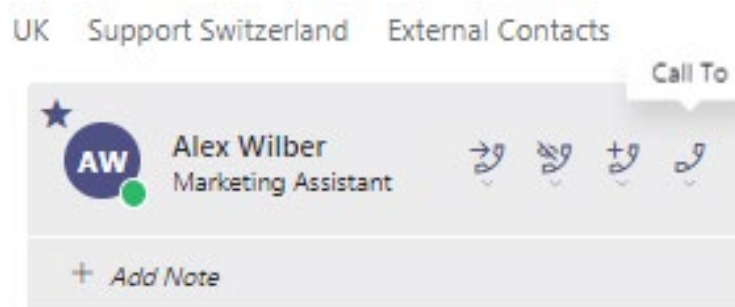 UK Support Switzerland External Contacts
Call To
AW
Alex Wilber
Marketing Assistant
+ Add Note